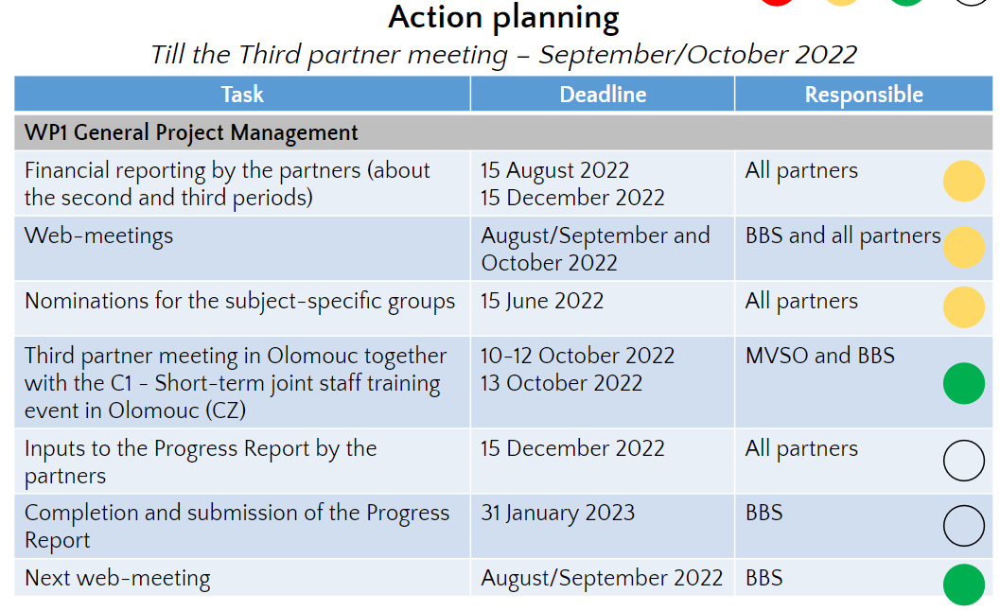 Action planning
Till the Third partner meeting – September/October 2022
Task Deadline Responsible
WP1 General Project Management
Financial reporting by the partners (about
the second and third periods)
15 August 2022
15 December 2022
All partners
Web-meetings
August/September and
October 2022
BBS and all partners
Nominations for the subject-specific groups
15 June 2022
All partners
Third partner meeting in Olomouc together
with the C1 - Short-term joint staff training
event in Olomouc (CZ)
10-12 October 2022
13 October 2022
MVSO and BBS
Inputs to the Progress Report by the
partners
15 December 2022
All partners
Completion and submission of the Progress
Report
31 January 2023
BBS
Next web-meeting
August/September 2022
BBS